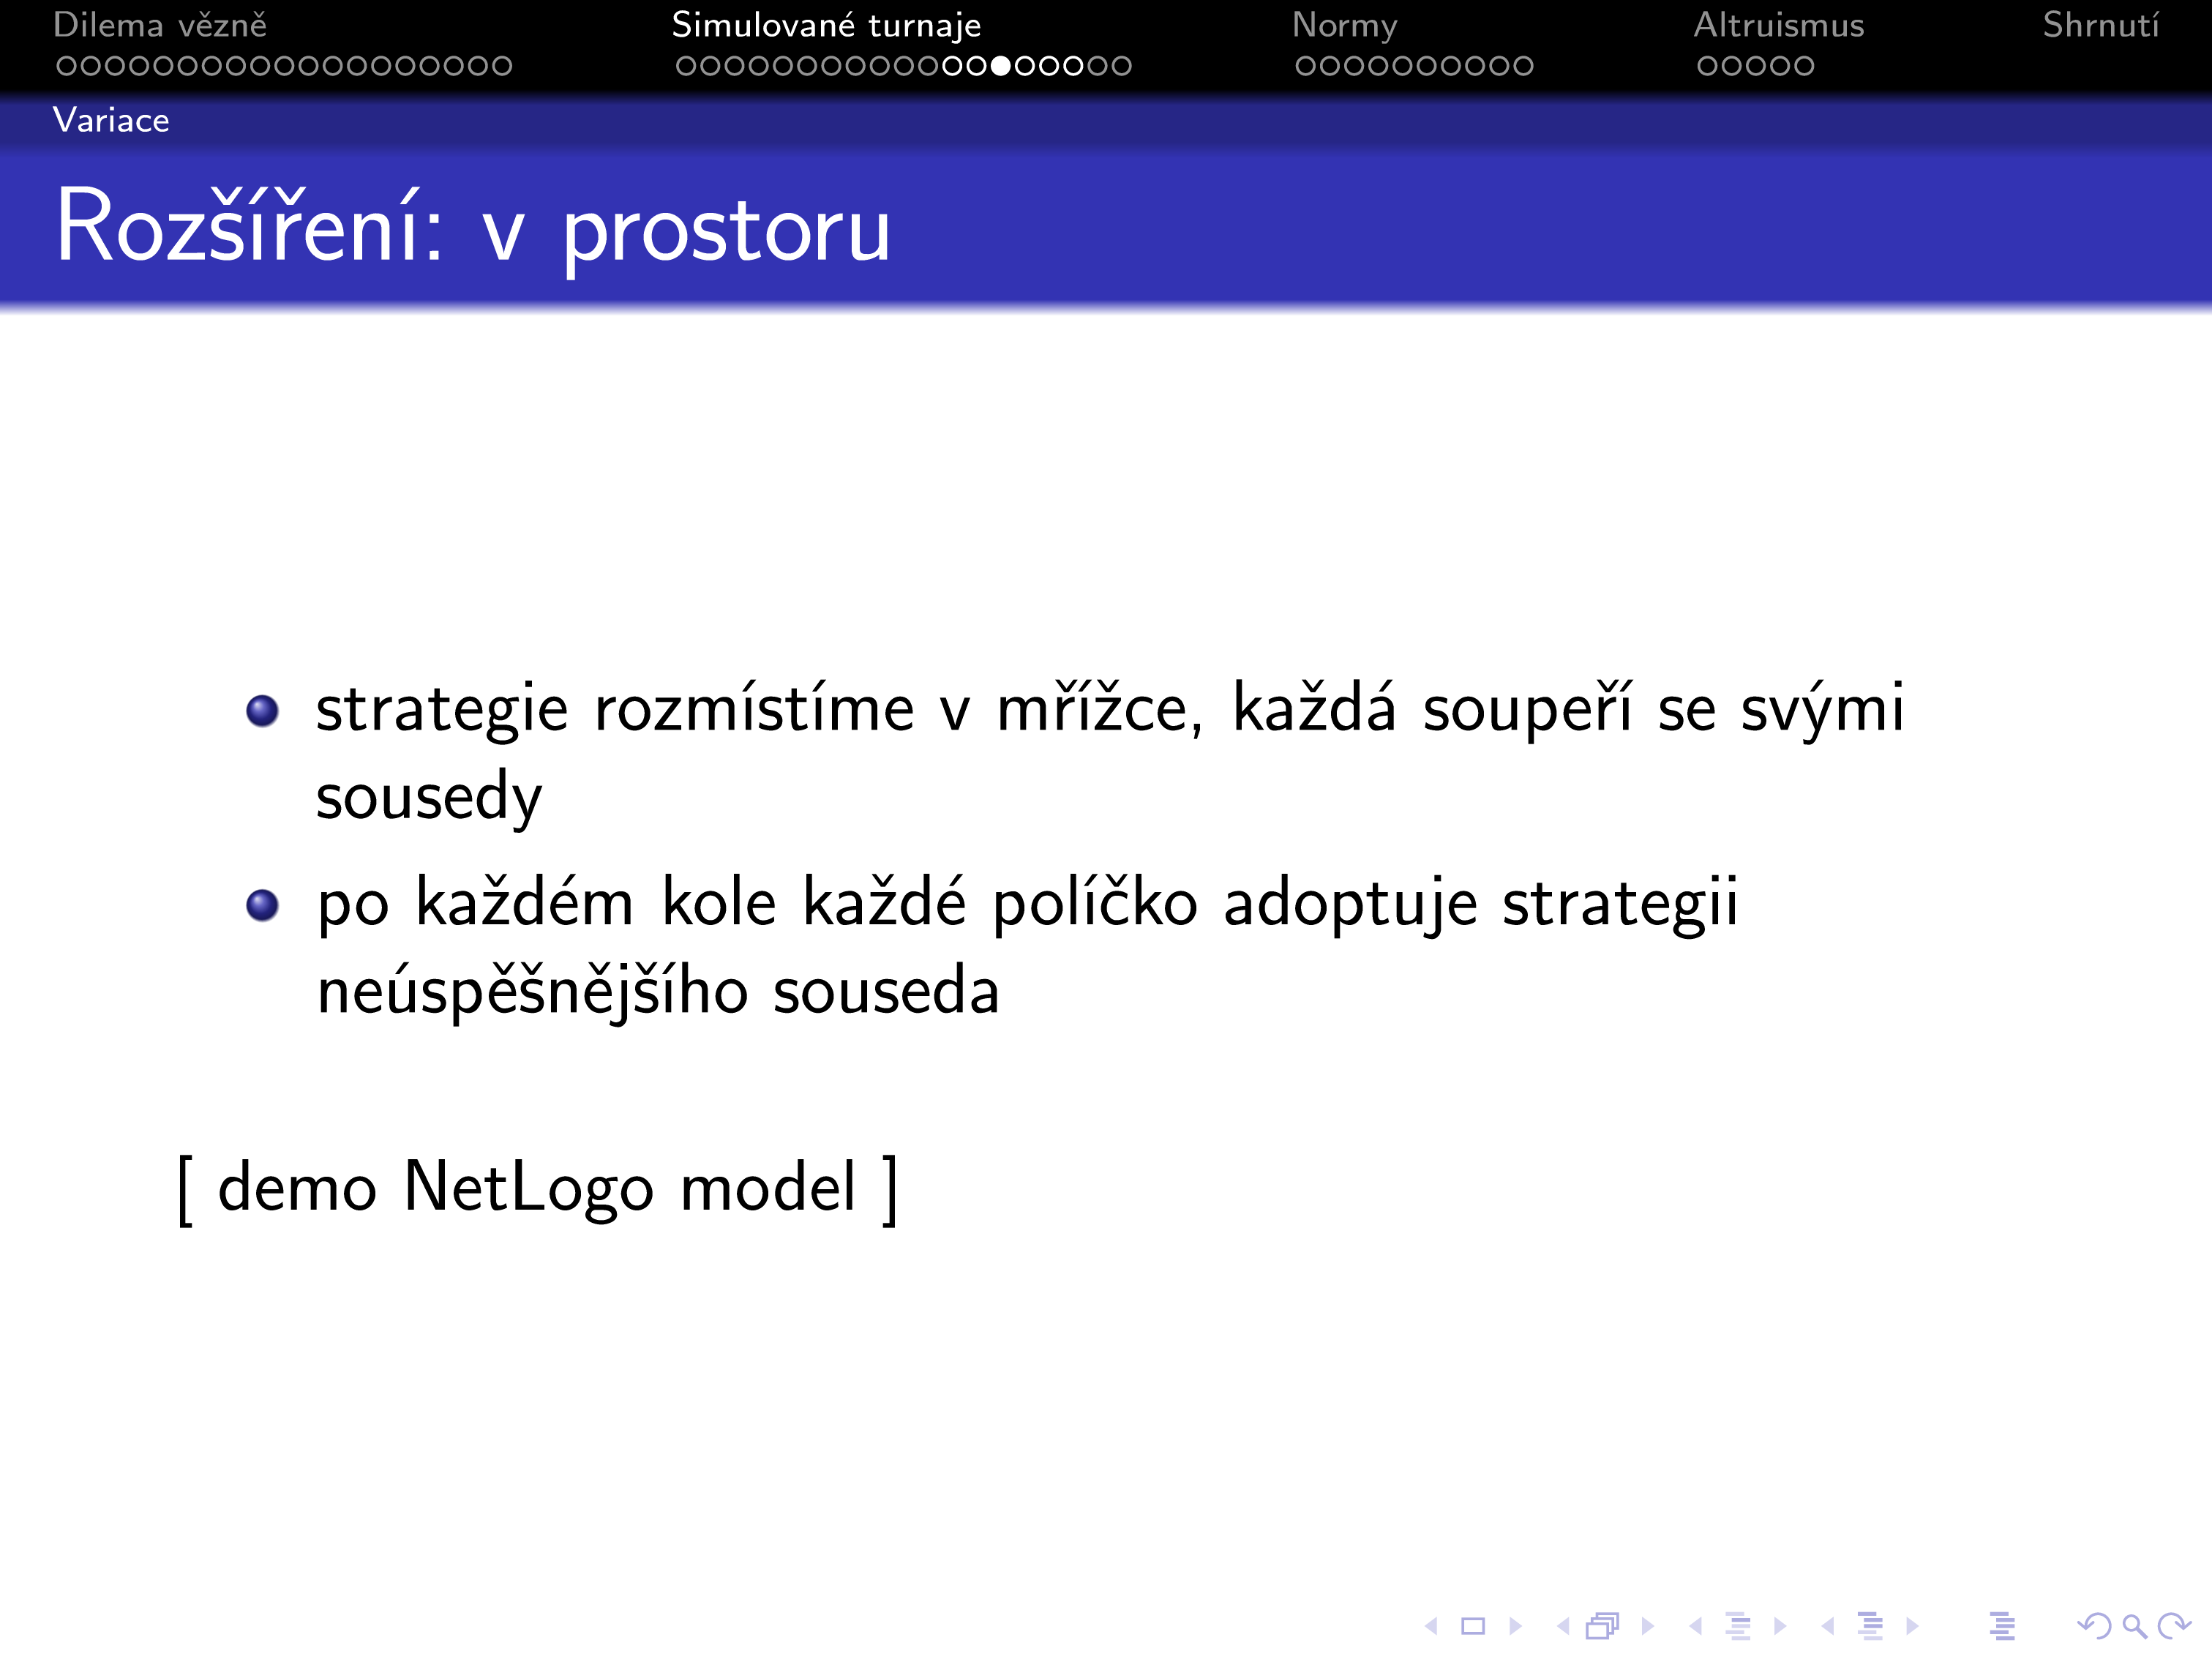 Dilema vězně
Simulované turnaje
Normy
Altruismus
Shrnutí
Variace
Rozšíření: v prostoru
strategie rozmístíme v mřížce, každá soupeří se svými
sousedy
po každém kole každé políčko adoptuje strategii
neúspěšnějšího souseda
[ demo NetLogo model ]